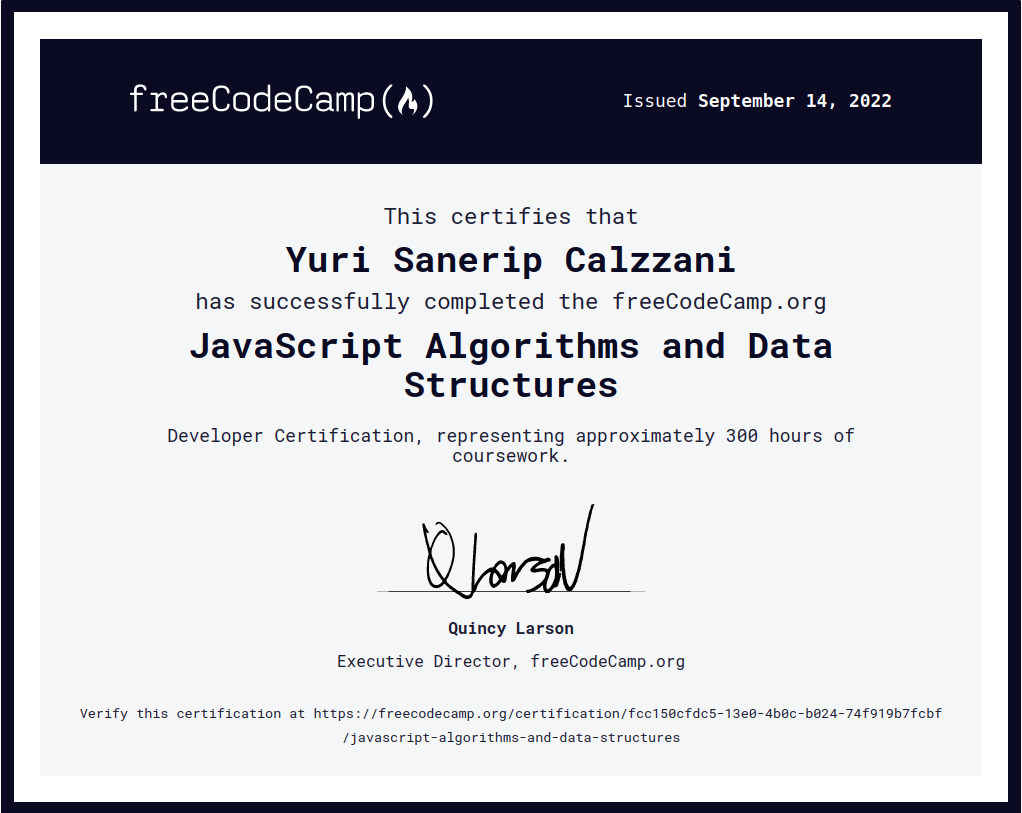 freeCodeCamp
Issued September 14, 2022
This certifies that
Yuri Sanerip Calzzani
has successfully completed the freeCodeCamp.org
JavaScript Algorithms and Data
Structures
Developer Certification, representing approximately 300 hours of
coursework.
Q Larson
Quincy Larson
Executive Director, freeCodeCamp.org
Verify this certification at https://freecodecamp.org/certification/fcc150cfdc5-13e0-4b0c-b024-74f919b7fcbf
/javascript-algorithms-and-data-structures